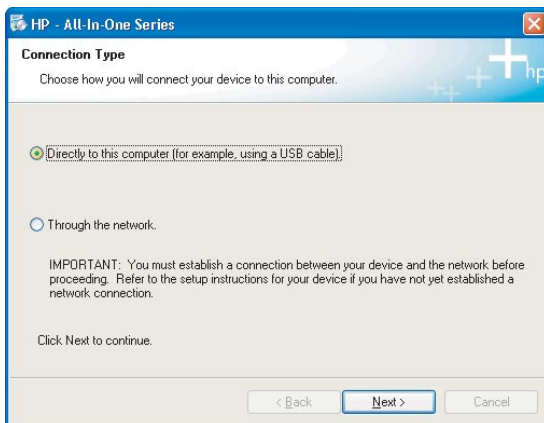 HP - All-In-One Series
Connection Type
Choose how you will connect your device to this computer.
hp
Directly to this computer (for example, using a USB cable).
Through the network.
IMPORTANT: You must establish a connection between your device and the network before
proceeding. Refer to the setup instructions for your device if you have not yet established a
network connection.
Click Next to continue.
< Back
Next >
Cancel